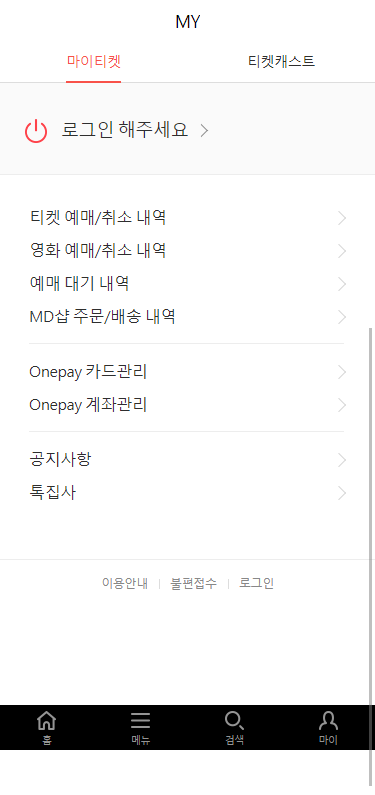 MY
마이티켓 티켓캐스트
로그인 해주세요
티켓 예매/취소 내역
영화 예매/취소 내역
예매 대기 내역
MD샵 주문/배송 내역
Onepay 카드관리
Onepay 계좌관리
공지사항
톡집사
이용안내 불편접수 로그인
홈 메뉴 검색 마이